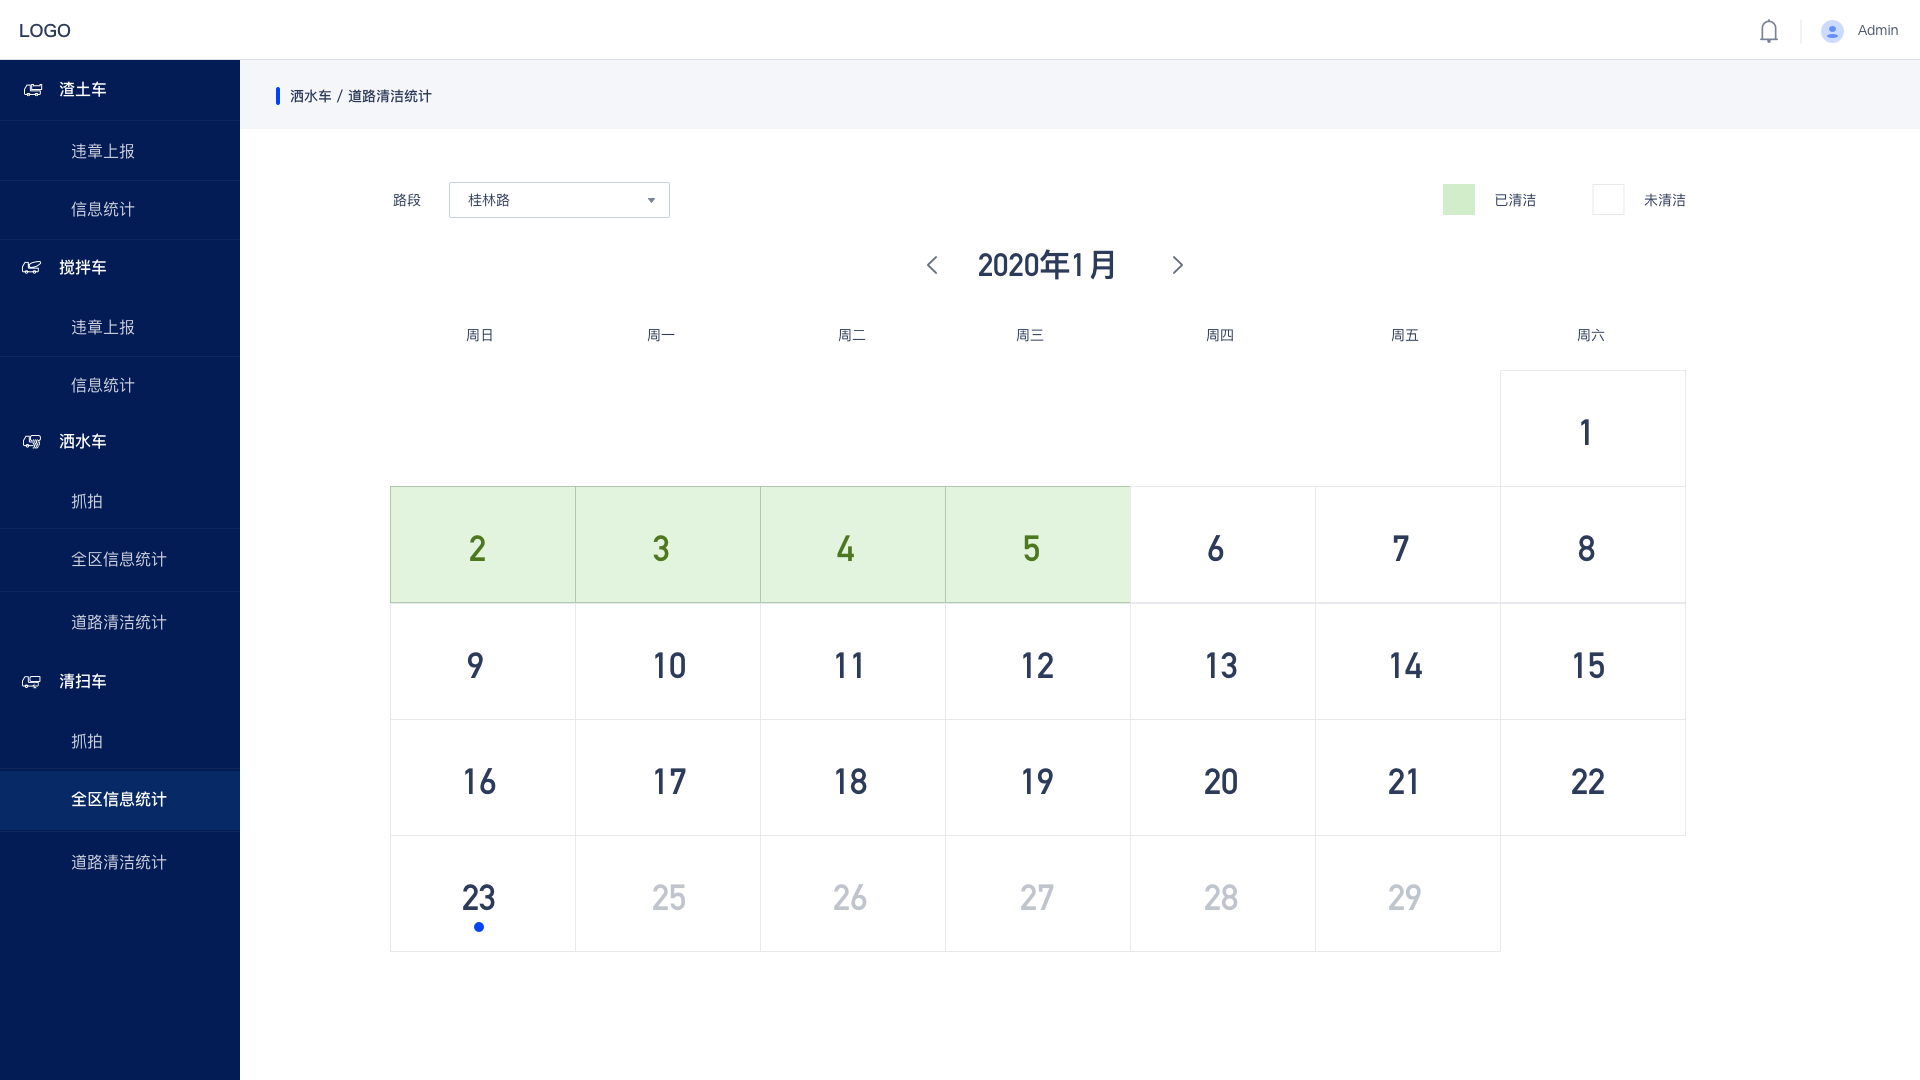 LOGO
Admin
渣土车
违章上报
信息统计
搅拌车
违章上报
信息统计
洒水车
抓拍
全区信息统计
道路清洁统计
清扫车
抓拍
全区信息统计
道路清洁统计
洒水车 / 道路清洁统计
路段 桂林路 已清洁 未清洁
2020年1月
周日 周一 周二 周三 周四 周五 周六
1
2 3 4 5 6 7 8
9 10 11 12 13 14 15
16 17 18 19 20 21 22
23 25 26 27 28 29